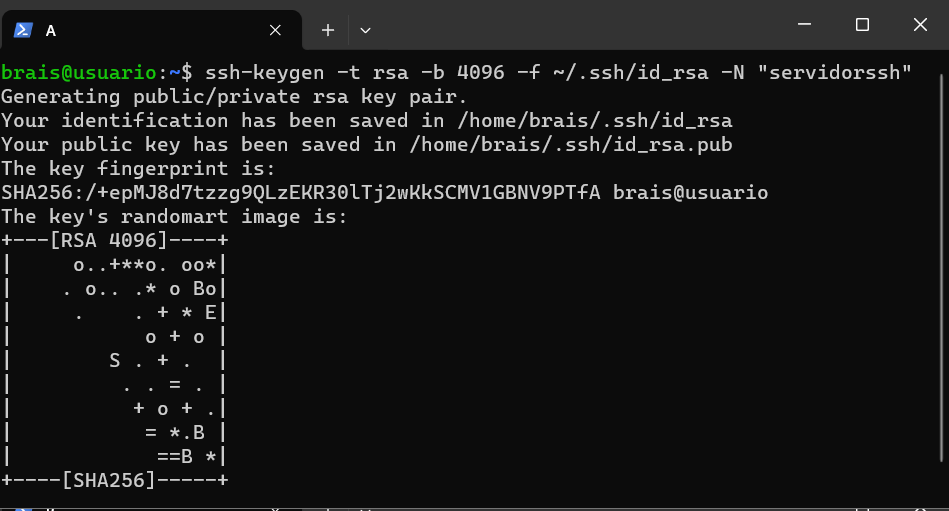 A
brais@usuario:~$ ssh-keygen -t rsa -b 4096 -f ~/.ssh/id_rsa -N "servidorssh"
Generating public/private rsa key pair.
Your identification has been saved in /home/brais/.ssh/id_rsa
Your public key has been saved in /home/brais/.ssh/id_rsa.pub
The key fingerprint is:
SHA256:/+epMJ8d7tzzg9QLzEKR30lTj2wKkSCMV1GBNV9PTfA brais@usuario
The key's randomart image is:
+---[RSA 4096]----+
|     o..+**o. oo*|
|    . o.. .* o Bo|
|     .    . + * E|
|           o + o |
|        S . + .  |
|         . . = . |
|          + o + .|
|           = *.B |
|            ==B *|
+----[SHA256]-----+